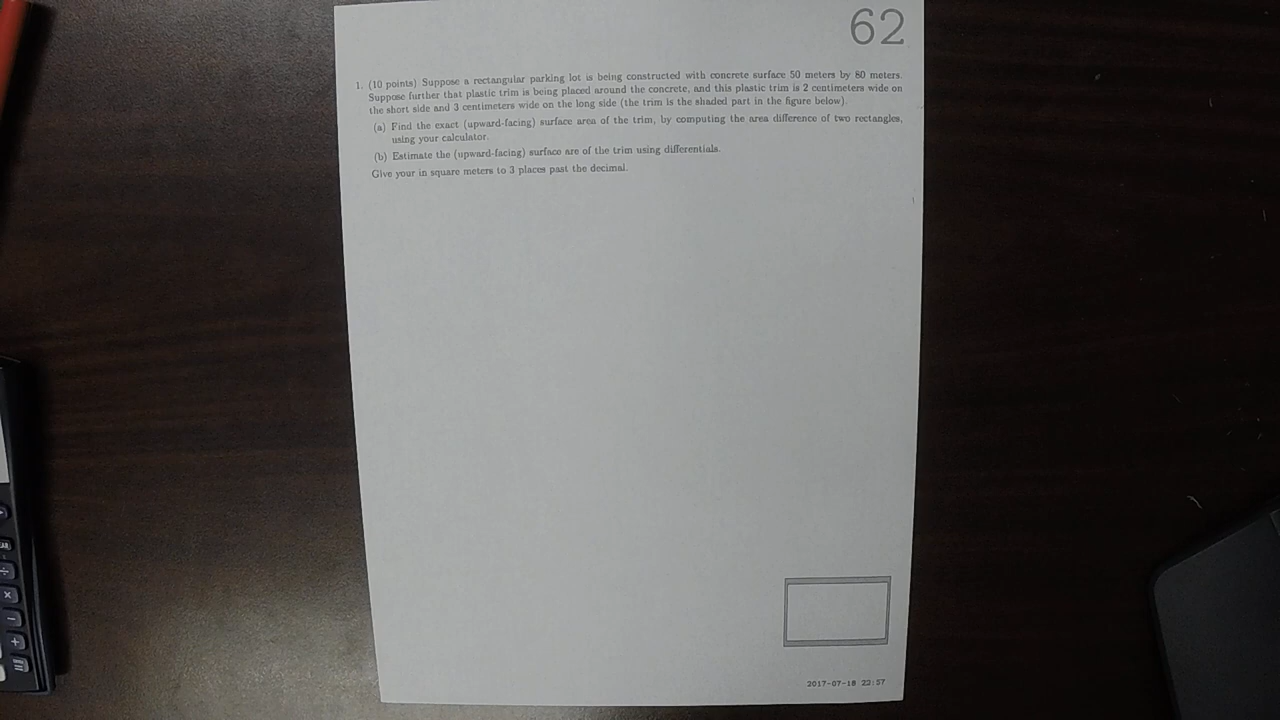 62
1. (10 points) Suppose a rectangular parking lot is being constructed with concrete surface 50 meters by 80 meters.
Suppose further that plastic trim is being placed around the concrete, and this plastic trim is 2 centimeters wide on
the short side and 3 centimeters wide on the long side (the trim is the shaded part in the figure below).
(a) Find the exact (upward-facing) surface area of the trim, by computing the area difference of two rectangles,
using your calculator.
(b) Estimate the (upward-facing) surface are of the trim using differentials.
Give your in square meters to 3 places past the decimal.
÷
×
−
+
2017-07-18 22:57